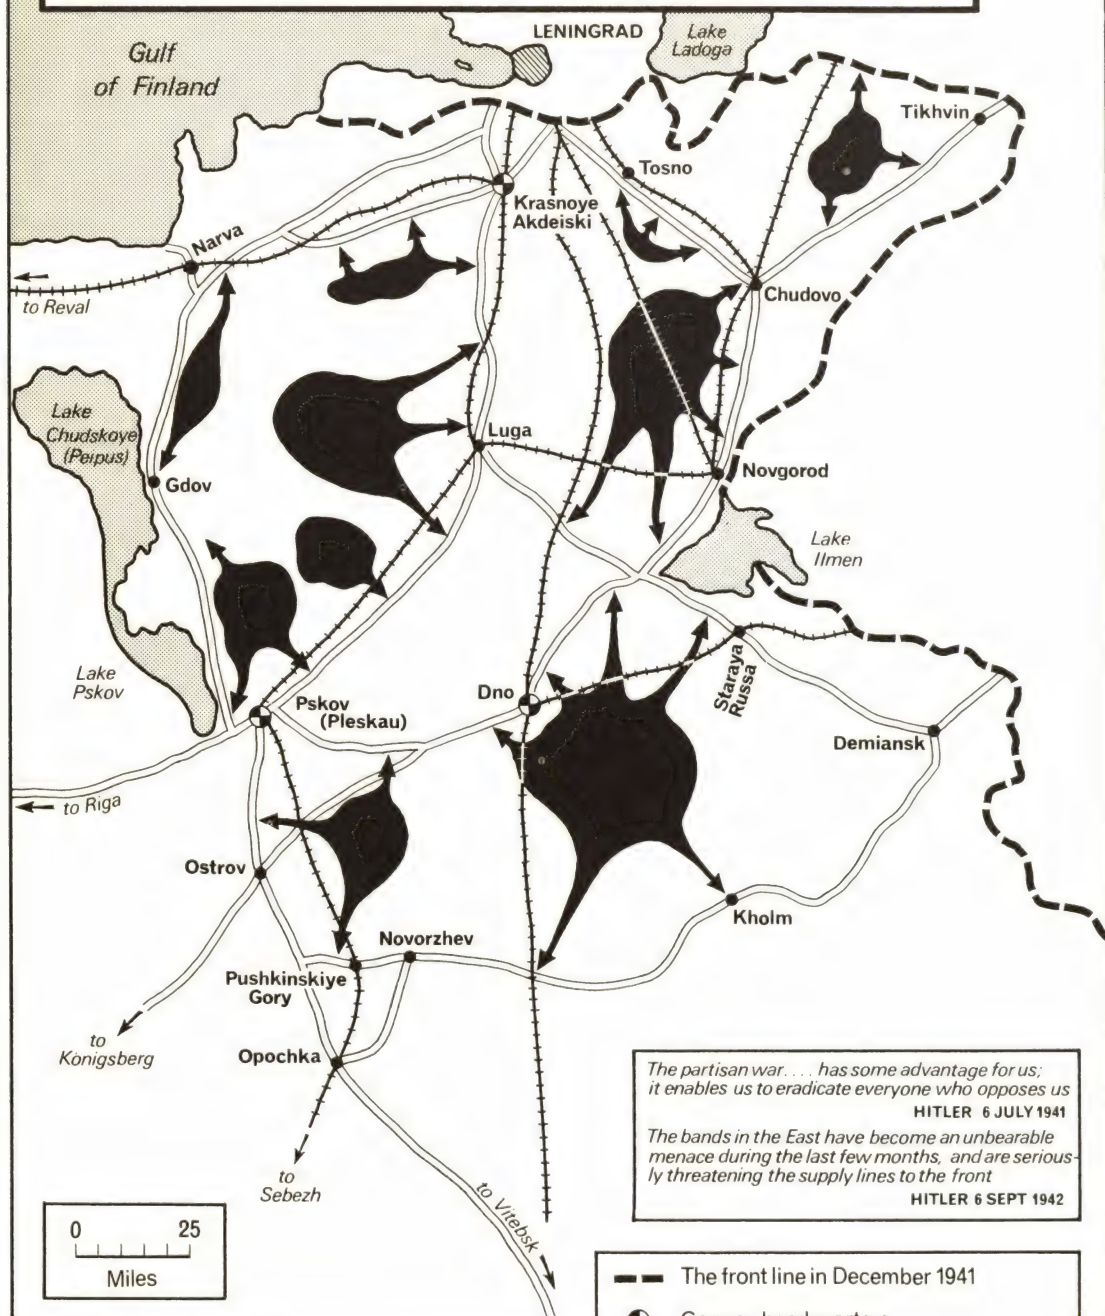 LENINGRAD
Lake
Ladoga
Gulf
of Finland
Tikhvin
Tosno
Krasnoye
Akdeiski
Narva
to Reval
Chudovo
Lake
Chudskoye
(Peipus)
Luga
Gdov
Novgorod
Lake
Ilmen
Lake
Pskov
Pskov
(Pleskau)
Dno
Staraya
Russa
Demiansk
to Riga
Ostrov
Kholm
Novorzhev
Pushkinskiye
Gory
to
Königsberg
Opochka
to
Sebezh
to Vitebsk
The partisan war.... has some advantage for us;
it enables us to eradicate everyone who opposes us
HITLER 6 JULY 1941
The bands in the East have become an unbearable
menace during the last few months, and are serious-
ly threatening the supply lines to the front
HITLER 6 SEPT 1942
0 25
Miles
The front line in December 1941